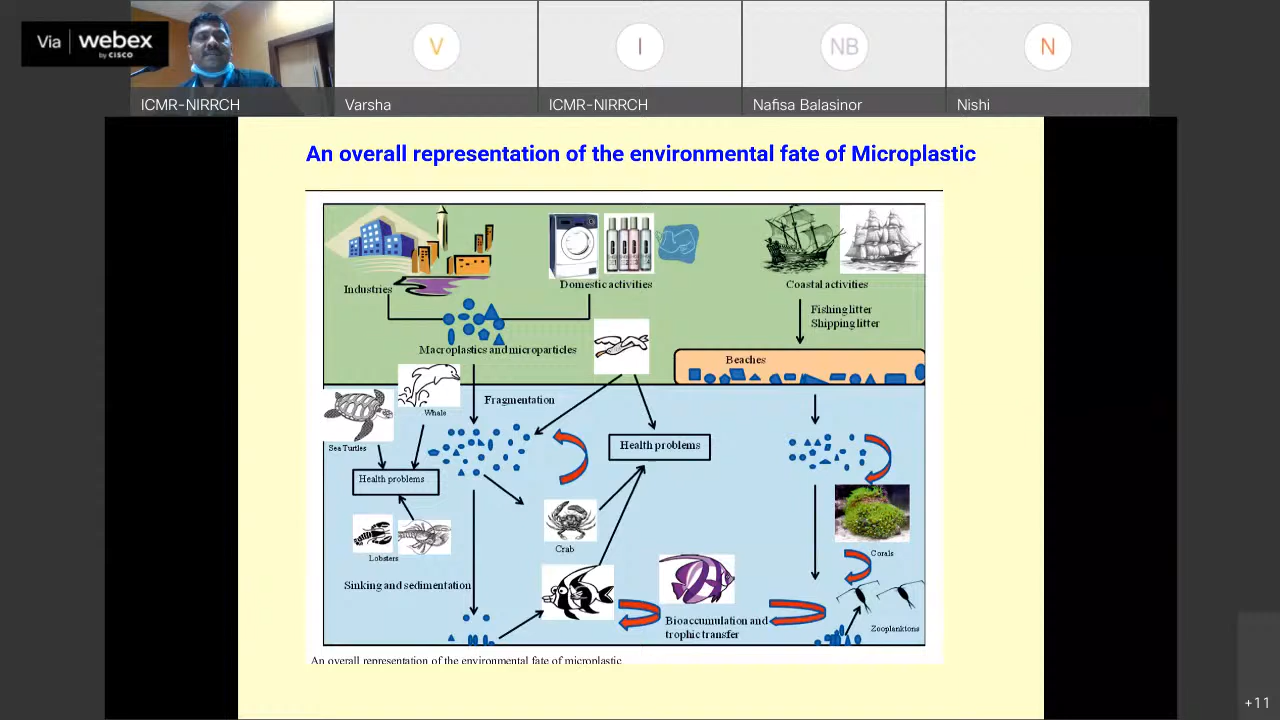 Via webex
by CISCO
V
I
NB
N
ICMR-NIRRCH
Varsha
ICMR-NIRRCH
Nafisa Balasinor
Nishi
An overall representation of the environmental fate of Microplastic
Industries
Domestic activities
Coastal activities
Fishing litter
Shipping litter
Macroplastics and microparticles
Beaches
Fragmentation
Whale
Sea Turtles
Health problems
Health problems
Lobsters
Crab
Corals
Sinking and sedimentation
Bioaccumulation and
trophic transfer
Zooplanktons
An overall representation of the environmental fate of microplastic
+11